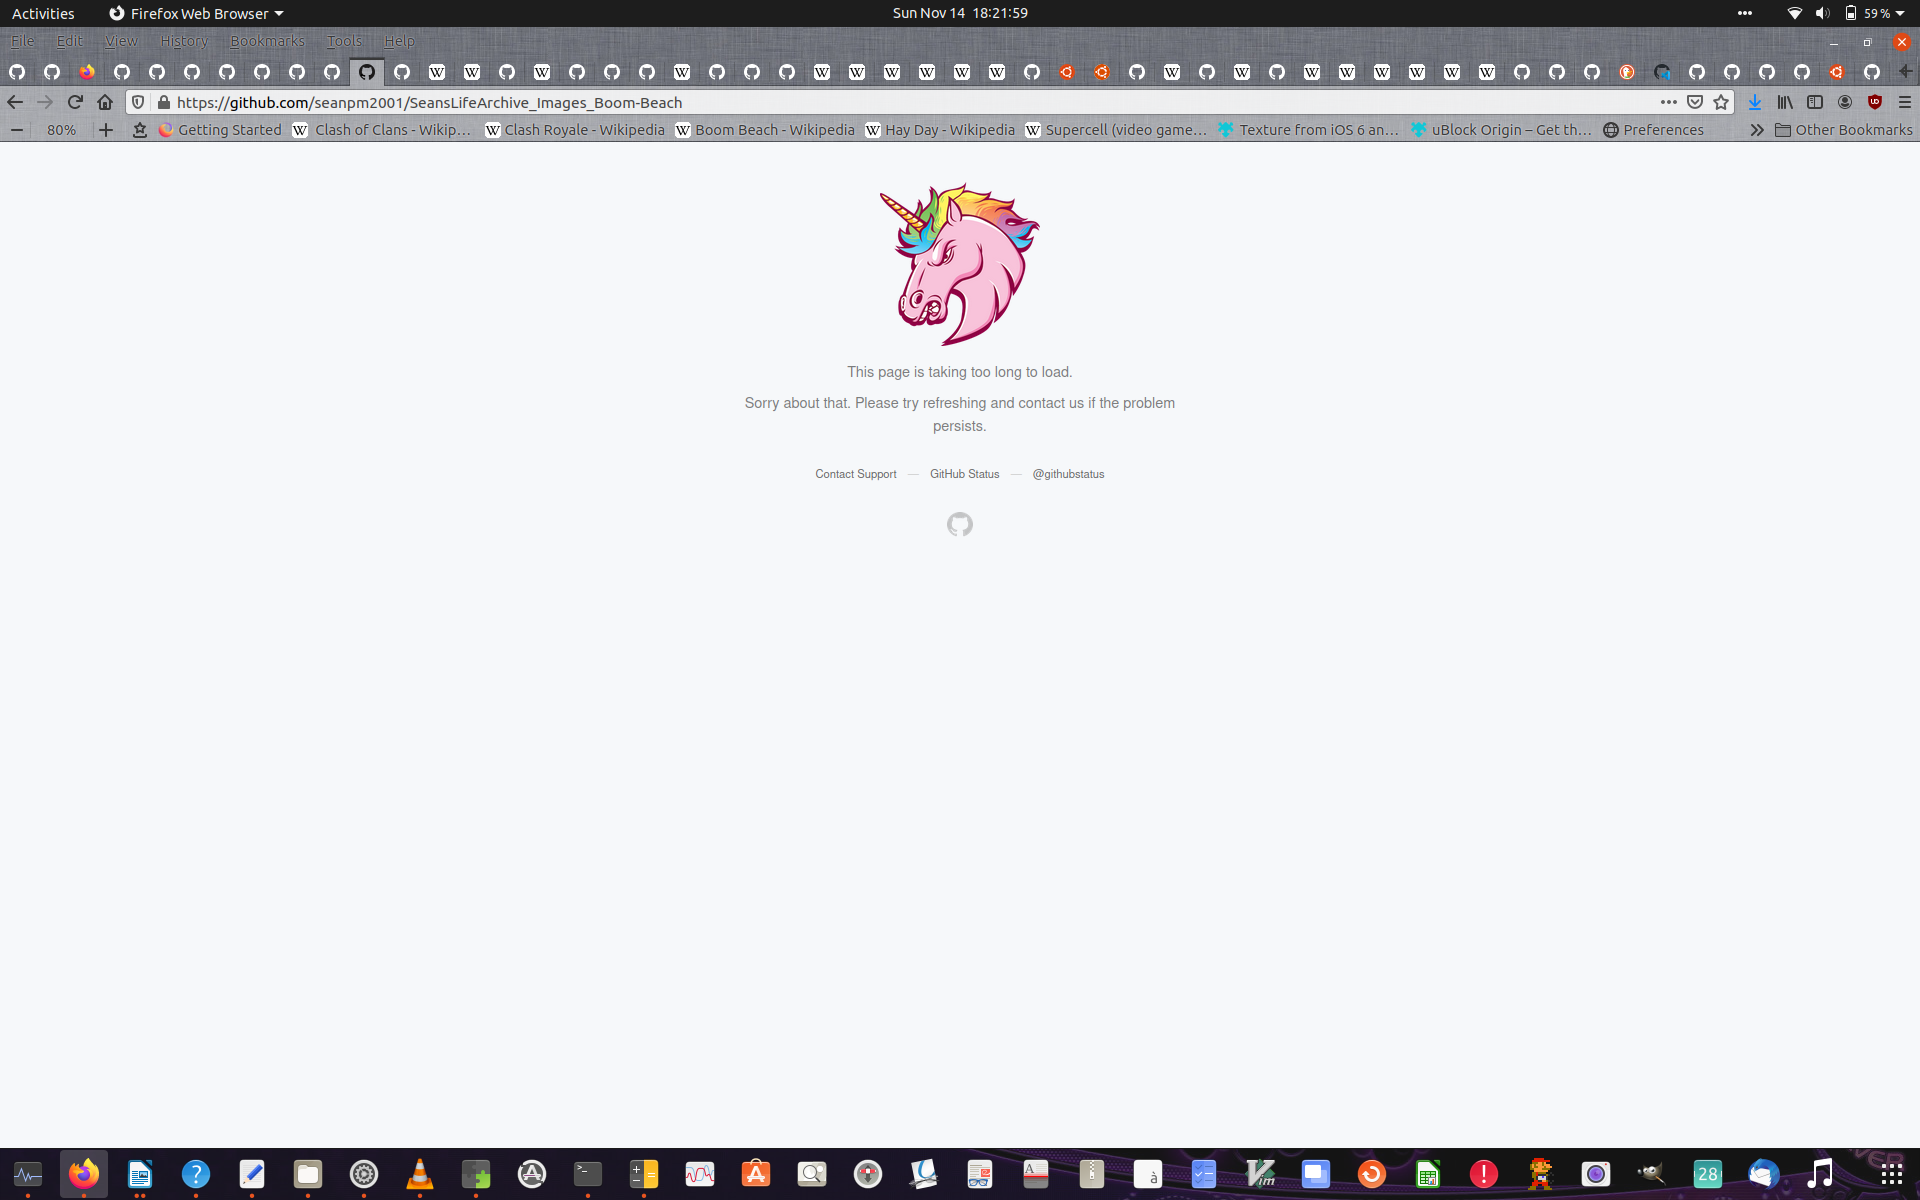 Activities
Firefox Web Browser
Sun Nov 14 18:21:59
59 %
File Edit View History Bookmarks Tools Help
https://github.com/seanpm2001/SeansLifeArchive_Images_Boom-Beach
80%
Getting Started
Clash of Clans - Wikip…
Clash Royale - Wikipedia
Boom Beach - Wikipedia
Hay Day - Wikipedia
Supercell (video game…
Texture from iOS 6 an…
uBlock Origin – Get th…
Preferences
Other Bookmarks
This page is taking too long to load.
Sorry about that. Please try refreshing and contact us if the problem
persists.
Contact Support — GitHub Status — @githubstatus
28